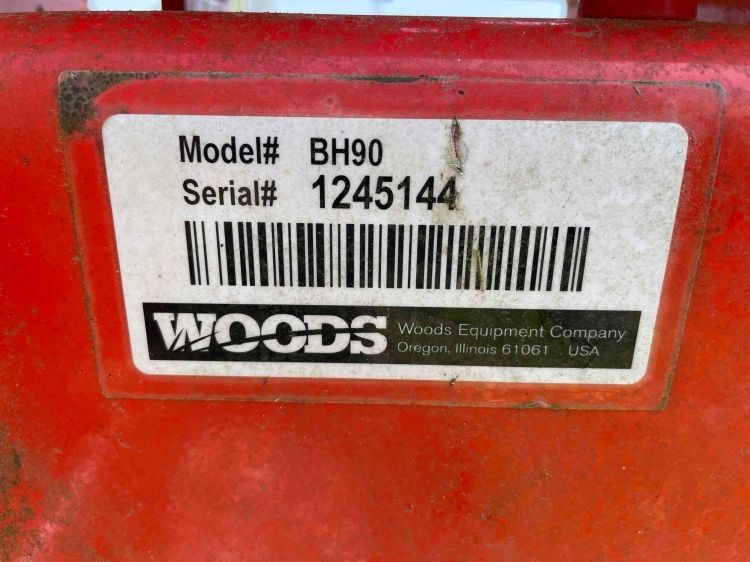 Model# BH90
Serial# 1245144
WOODS
Woods Equipment Company
Oregon, Illinois 61061 USA